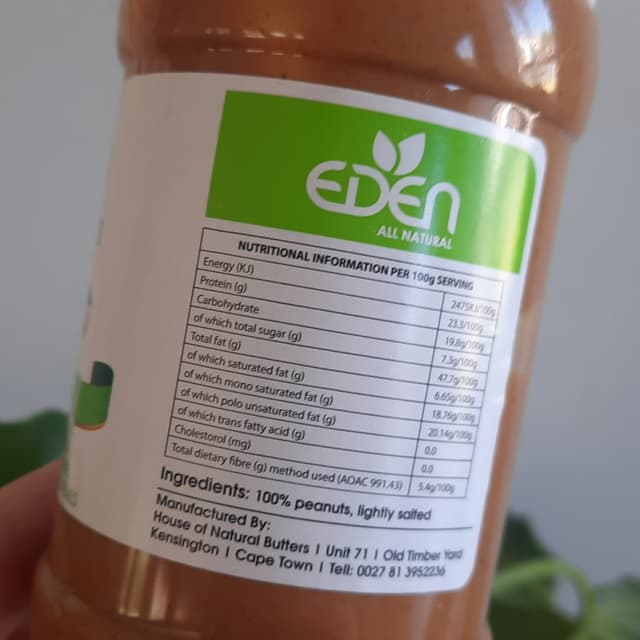 EDEN
ALL NATURAL
NUTRITIONAL INFORMATION PER 100g SERVING
Energy (KJ) 2475KJ/100g
Protein (g) 23.3/100g
Carbohydrate 19.8g/100g
of which total sugar (g) 7.3g/100g
Total fat (g) 47.7g/100g
of which saturated fat (g) 6.65g/100g
of which mono saturated fat (g) 18.76g/100g
of which polo unsaturated fat (g) 20.14g/100g
of which trans fatty acid (g) 0.0
Cholesterol (mg) 0.0
Total dietary fibre (g) method used (AOAC 991.43) 5.4g/100g
Ingredients: 100% peanuts, lightly salted
Manufactured By:
House of Natural Butters I Unit 71 I Old Timber Yard
Kensington I Cape Town I Tell: 0027 81 3952236